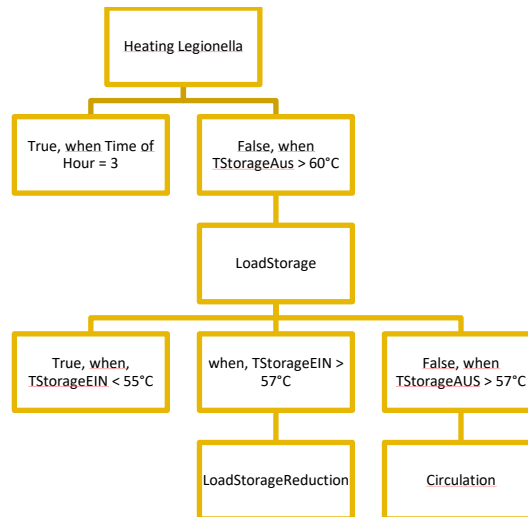 Heating Legionella
True, when Time of
Hour = 3
False, when
TStorageAus > 60°C
LoadStorage
True, when,
TStorageEIN < 55°C
when, TStorageEIN >
57°C
False, when
TStorageAUS > 57°C
LoadStorageReduction
Circulation